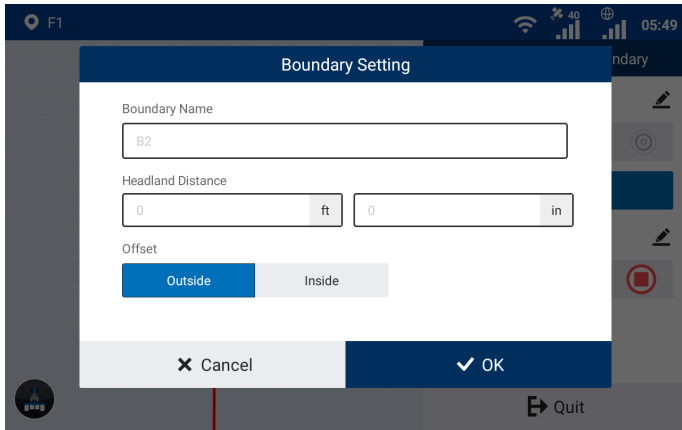 F1
40
05:49
ndary
Boundary Setting
Boundary Name
B2
Headland Distance
0 ft 0 in
Offset
Outside Inside
Cancel OK
Quit